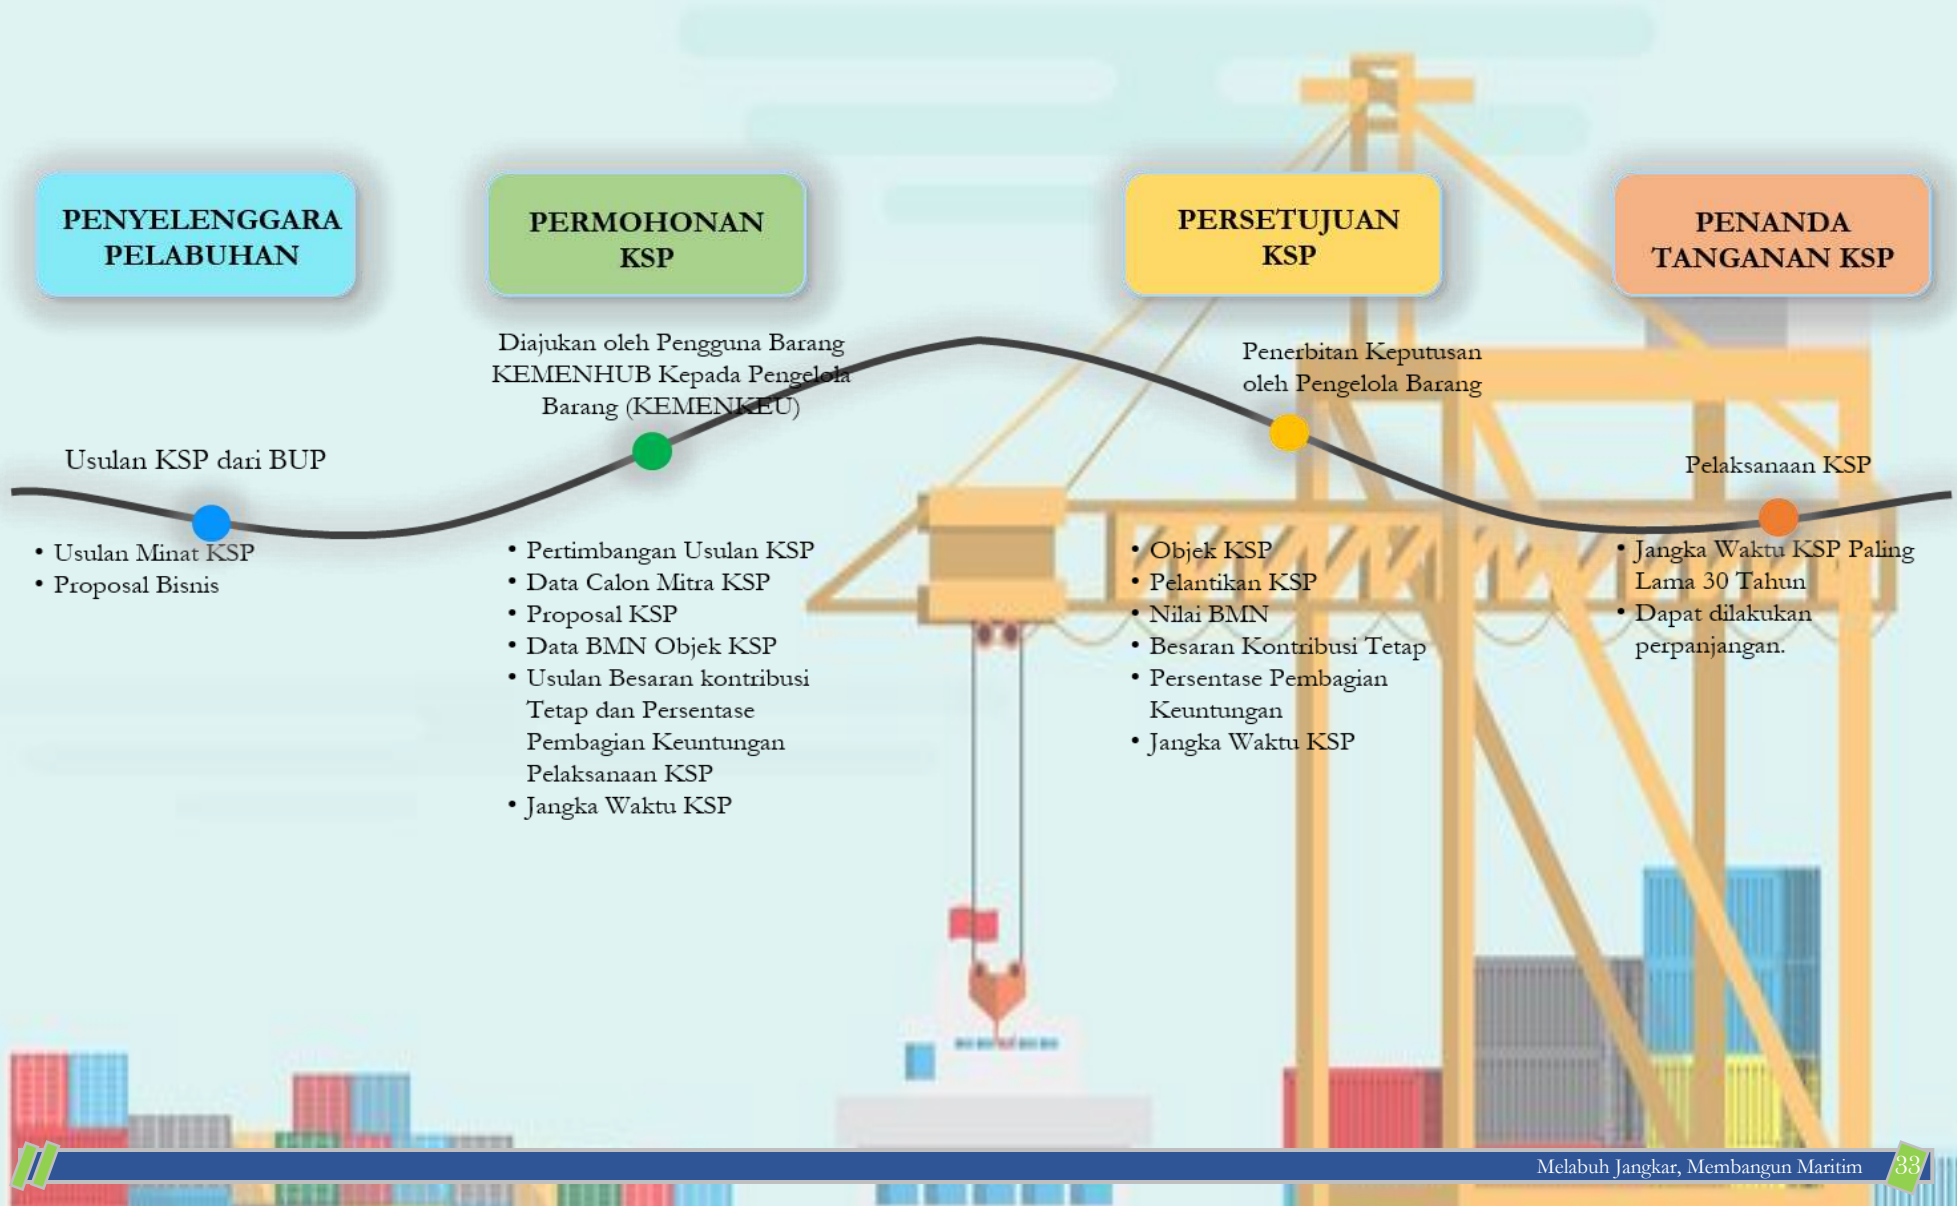 PENYELENGGARA
PELABUHAN
Usulan KSP dari BUP
• Usulan Minat KSP
• Proposal Bisnis
PERMOHONAN
KSP
Diajukan oleh Pengguna Barang
KEMENHUB Kepada Pengelola
Barang (KEMENKEU)
• Pertimbangan Usulan KSP
• Data Calon Mitra KSP
• Proposal KSP
• Data BMN Objek KSP
• Usulan Besaran kontribusi
Tetap dan Persentase
Pembagian Keuntungan
Pelaksanaan KSP
• Jangka Waktu KSP
PERSETUJUAN
KSP
Penerbitan Keputusan
oleh Pengelola Barang
• Objek KSP
• Pelantikan KSP
• Nilai BMN
• Besaran Kontribusi Tetap
• Persentase Pembagian
Keuntungan
• Jangka Waktu KSP
PENANDA
TANGANAN KSP
Pelaksanaan KSP
• Jangka Waktu KSP Paling
Lama 30 Tahun
• Dapat dilakukan
perpanjangan.
Melabuh Jangkar, Membangun Maritim
33